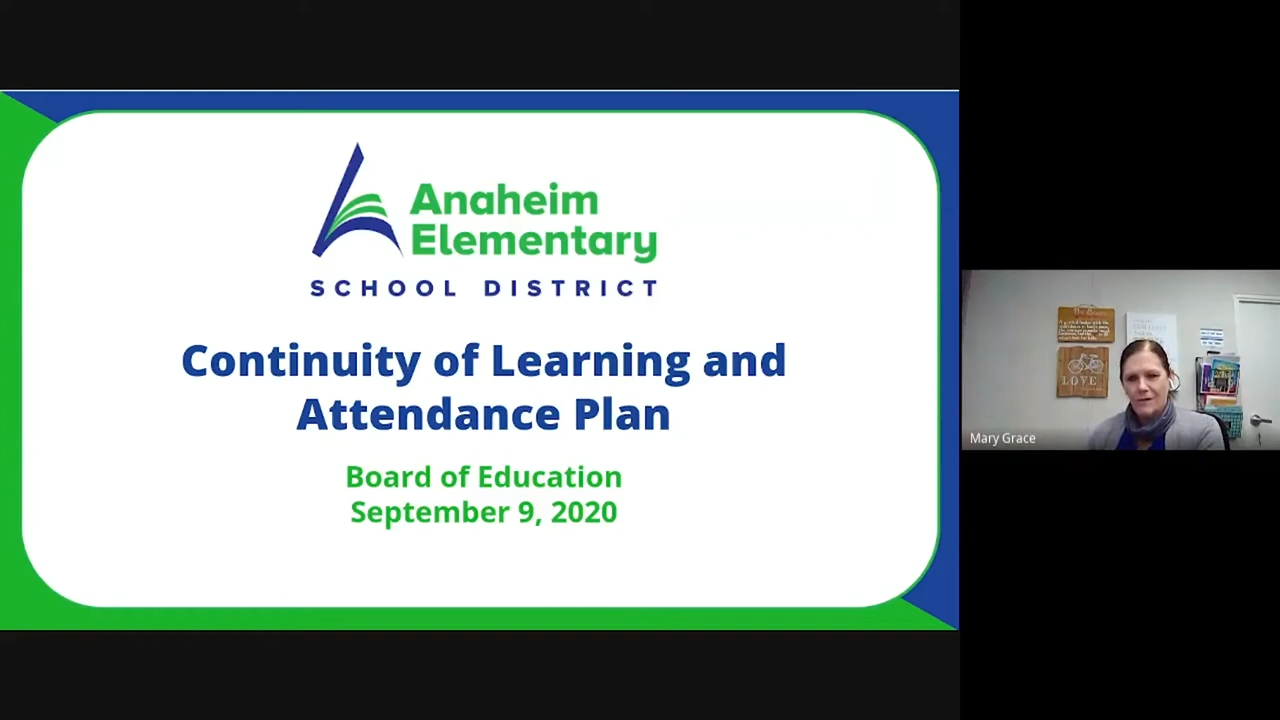 Anaheim
Elementary
SCHOOL DISTRICT
Continuity of Learning and
Attendance Plan
Board of Education
September 9, 2020
LOVE
Mary Grace